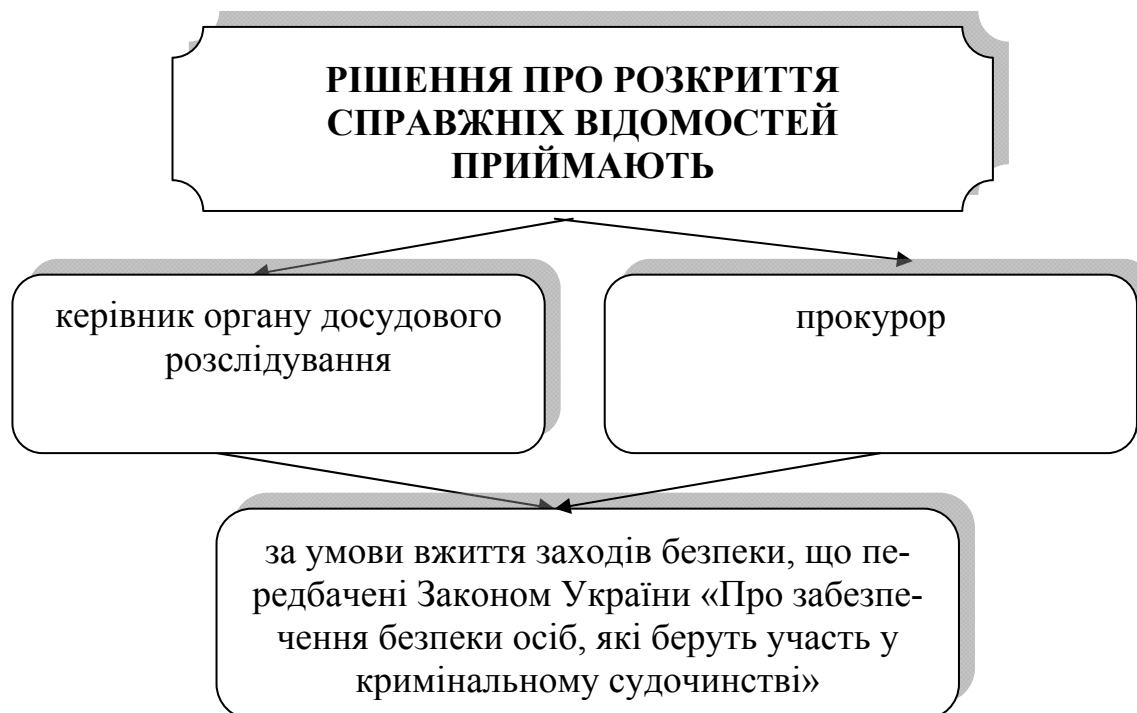 РІШЕННЯ ПРО РОЗКРИТТЯ
СПРАВЖНІХ ВІДОМОСТЕЙ
ПРИЙМАЮТЬ
керівник органу досудового
розслідування
прокурор
за умови вжиття заходів безпеки, що пе-
редбачені Законом України «Про забезпе-
чення безпеки осіб, які беруть участь у
кримінальному судочинстві»